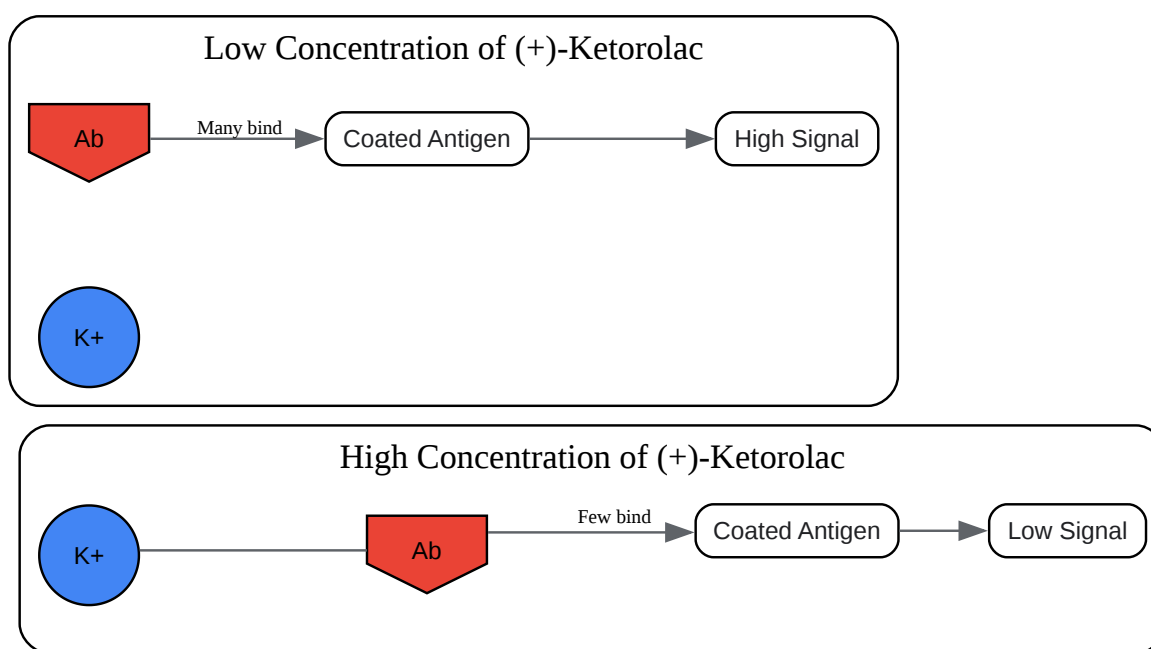 Low Concentration of (+)-Ketorolac
Ab
Many bind
Coated Antigen
High Signal
K+
High Concentration of (+)-Ketorolac
K+
Ab
Few bind
Coated Antigen
Low Signal